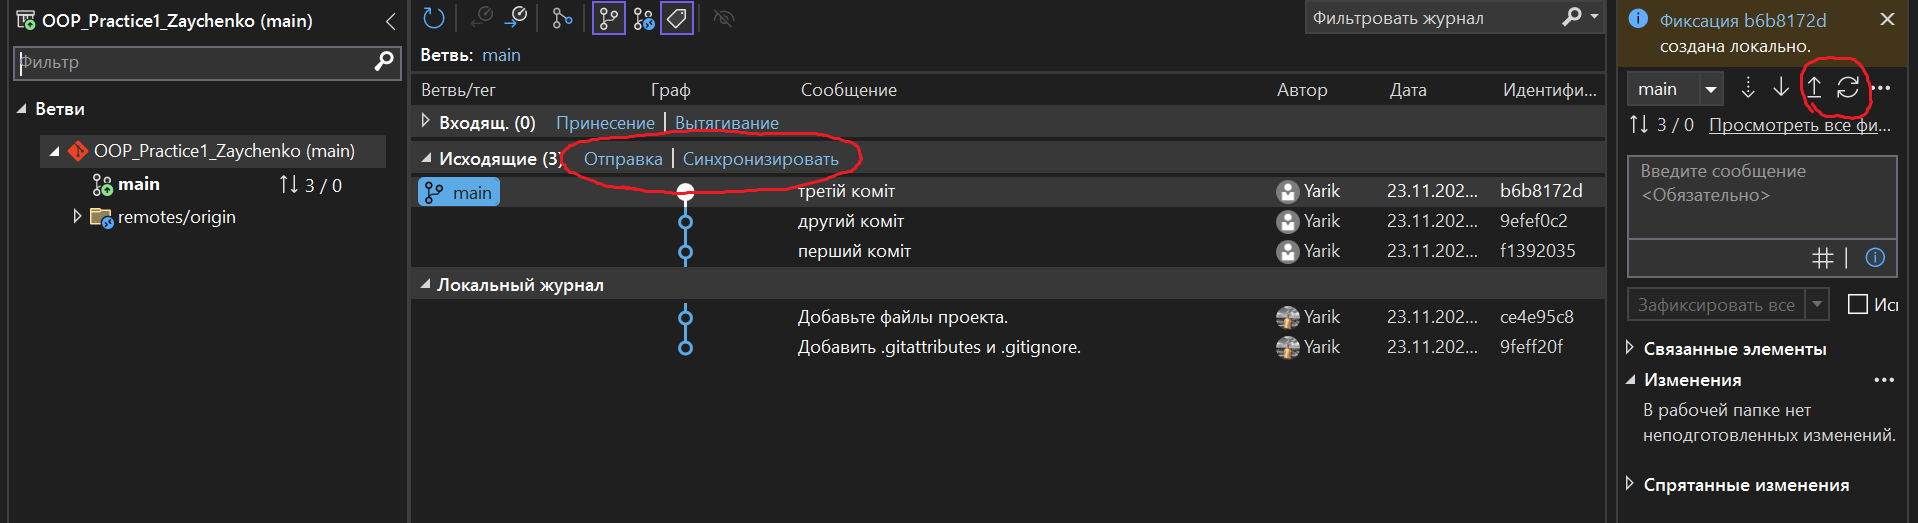 OOP_Practice1_Zaychenko (main)
Фильтр
Ветви
OOP_Practice1_Zaychenko (main)
main 3 / 0
remotes/origin
Фильтровать журнал
Ветвь: main
Ветвь/тег Граф Сообщение Автор Дата Идентифи...
Входящ. (0) Принесение | Вытягивание
Исходящие (3) Отправка | Синхронизировать
main третій коміт Yarik 23.11.202... b6b8172d
другий коміт Yarik 23.11.202... 9efef0c2
перший коміт Yarik 23.11.202... f1392035
Локальный журнал
Добавьте файлы проекта. Yarik 23.11.202... ce4e95c8
Добавить .gitattributes и .gitignore. Yarik 23.11.202... 9feff20f
Фиксация b6b8172d
создана локально.
main
3 / 0 Просмотреть все фи...
Введите сообщение
<Обязательно>
Зафиксировать все Исп
Связанные элементы
Изменения
В рабочей папке нет
неподготовленных изменений.
Спрятанные изменения